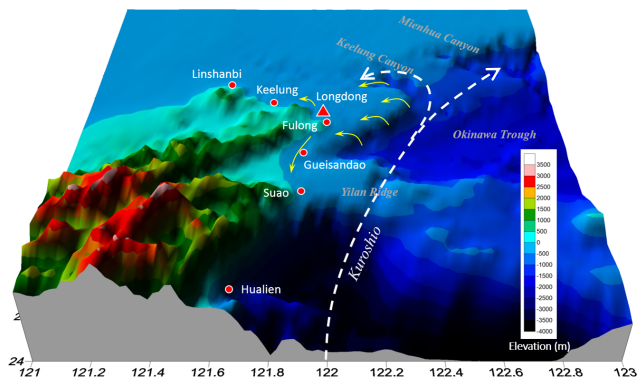 Mienhua Canyon
Keelung Canyon
Linshanbi
Keelung
Longdong
Fulong
Okinawa Trough
Gueisandao
Suao
Yilan Ridge
Kuroshio
Hualien
3500
3000
2500
2000
1500
1000
500
0
-500
-1000
-1500
-2000
-2500
-3000
-3500
-4000
Elevation (m)
24
121 121.2 121.4 121.6 121.8 122 122.2 122.4 122.6 122.8 123